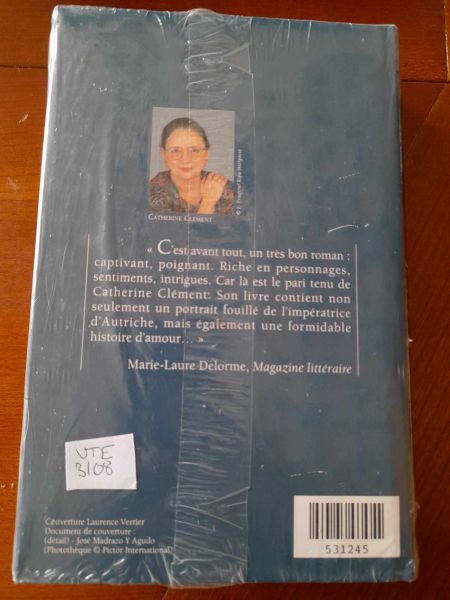 CATHERINE CLÉMENT
« C'est avant tout, un très bon roman :
captivant, poignant. Riche en personnages,
sentiments, intrigues. Car là est le pari tenu de
Catherine Clément: Son livre contient non
seulement un portrait fouillé de l'impératrice
d'Autriche, mais également une formidable
histoire d'amour... »
Marie-Laure Delorme, Magazine littéraire
VTE
3108
Couverture Laurence Verrier
Document de couverture :
(détail) - José Madrazo Y Agudo
(Photothèque © Pictor International)
531245